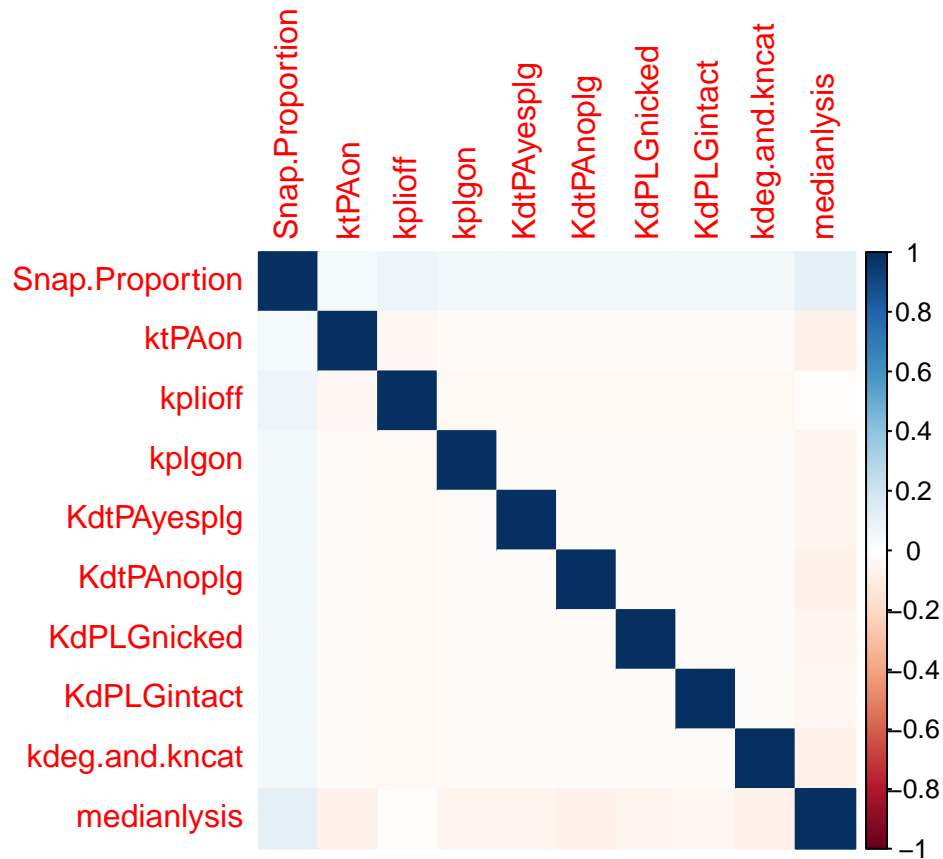 Snap.Proportion
ktPAon
kplioff
kplgon
KdtPAyesplg
KdtPAnoplg
KdPLGnicked
KdPLGintact
kdeg.and.kncat
medianlysis
Snap.Proportion
ktPAon
kplioff
kplgon
KdtPAyesplg
KdtPAnoplg
KdPLGnicked
KdPLGintact
kdeg.and.kncat
medianlysis
1
0.8
0.6
0.4
0.2
0
−0.2
−0.4
−0.6
−0.8
−1